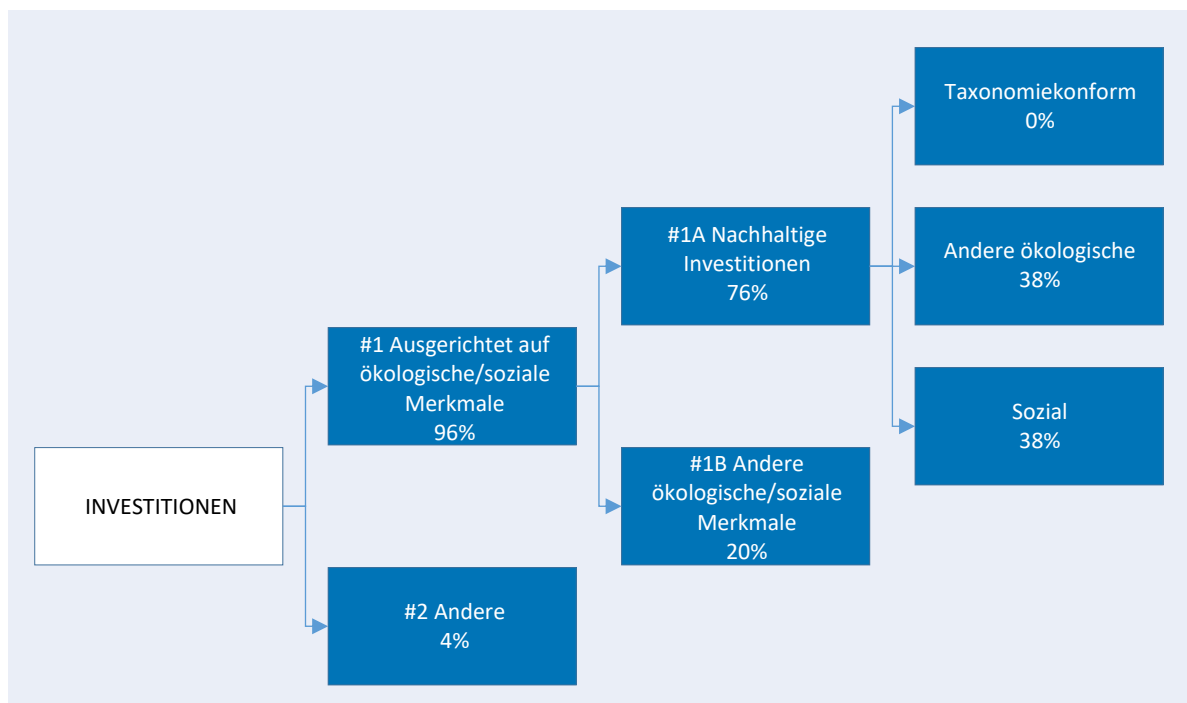 INVESTITIONEN
#1 Ausgerichtet auf
ökologische/soziale
Merkmale
96%
#2 Andere
4%
#1A Nachhaltige
Investitionen
76%
#1B Andere
ökologische/soziale
Merkmale
20%
Taxonomiekonform
0%
Andere ökologische
38%
Sozial
38%